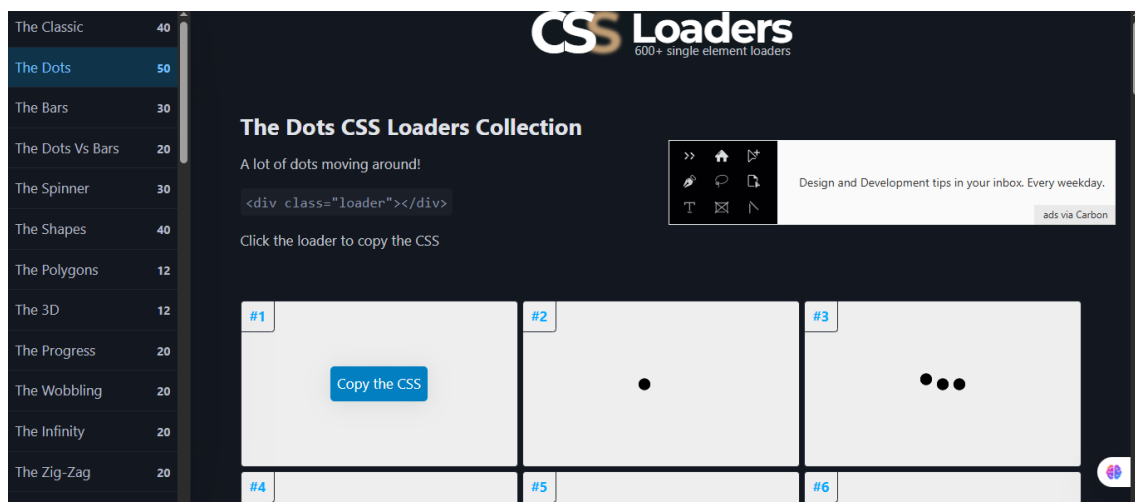 The Classic 40
The Dots 50
The Bars 30
The Dots Vs Bars 20
The Spinner 30
The Shapes 40
The Polygons 12
The 3D 12
The Progress 20
The Wobbling 20
The Infinity 20
The Zig-Zag 20
CSS Loaders
600+ single element loaders
The Dots CSS Loaders Collection
A lot of dots moving around!
<div class="loader"></div>
Click the loader to copy the CSS
Design and Development tips in your inbox. Every weekday.
ads via Carbon
#1
Copy the CSS
#2
#3
#4
#5
#6